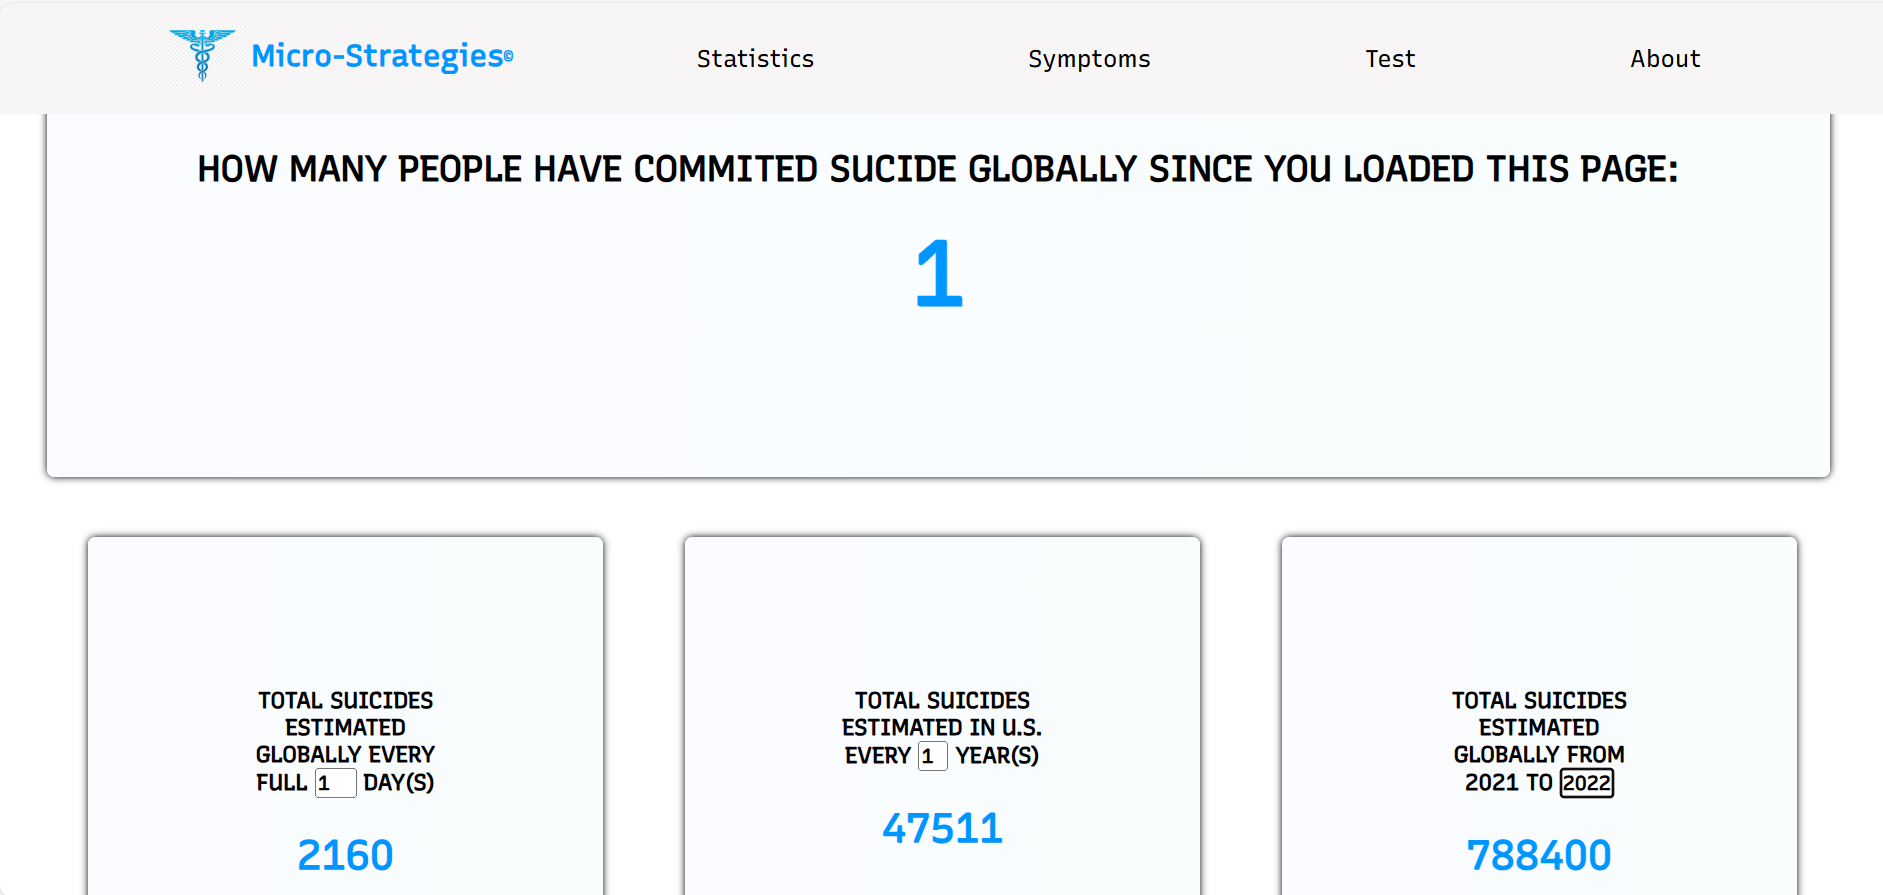 Micro-Strategies©
Statistics
Symptoms
Test
About
HOW MANY PEOPLE HAVE COMMITED SUCIDE GLOBALLY SINCE YOU LOADED THIS PAGE:
1
TOTAL SUICIDES
ESTIMATED
GLOBALLY EVERY
FULL 1 DAY(S)
2160
TOTAL SUICIDES
ESTIMATED IN U.S.
EVERY 1 YEAR(S)
47511
TOTAL SUICIDES
ESTIMATED
GLOBALLY FROM
2021 TO 2022
788400